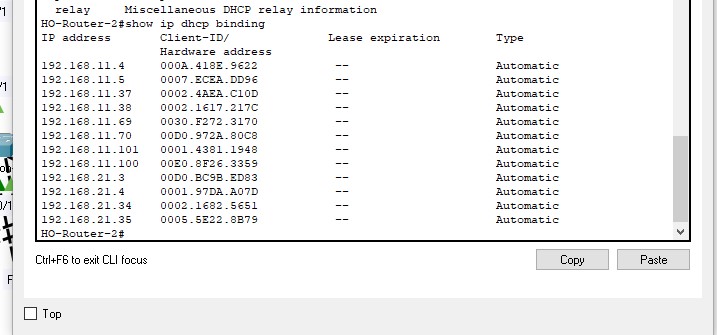 relay Miscellaneous DHCP relay information
HO-Router-2#show ip dhcp binding
IP address Client-ID/ Lease expiration Type
Hardware address
192.168.11.4 000A.418E.9622 -- Automatic
192.168.11.5 0007.ECEA.DD96 -- Automatic
192.168.11.37 0002.4AEA.C10D -- Automatic
192.168.11.38 0002.1617.217C -- Automatic
192.168.11.69 0030.F272.3170 -- Automatic
192.168.11.70 00D0.972A.80C8 -- Automatic
192.168.11.101 0001.4381.1948 -- Automatic
192.168.11.100 00E0.8F26.3359 -- Automatic
192.168.21.3 00D0.BC9B.ED83 -- Automatic
192.168.21.4 0001.97DA.A07D -- Automatic
192.168.21.34 0002.1682.5651 -- Automatic
192.168.21.35 0005.5E22.8B79 -- Automatic
HO-Router-2#
Ctrl+F6 to exit CLI focus
Copy Paste
Top